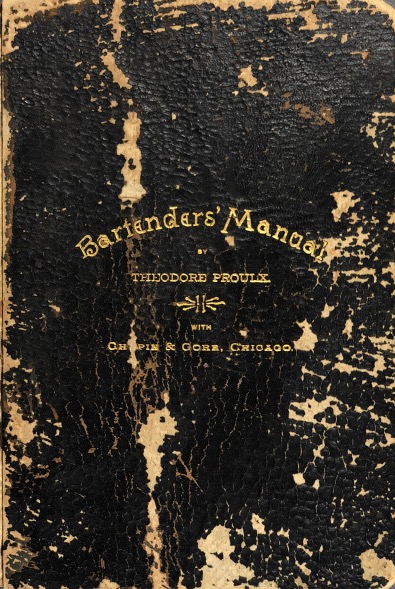 Bartenders' Manual
BY
THEODORE PROULX
WITH
CHAPIN & GORE, CHICAGO.